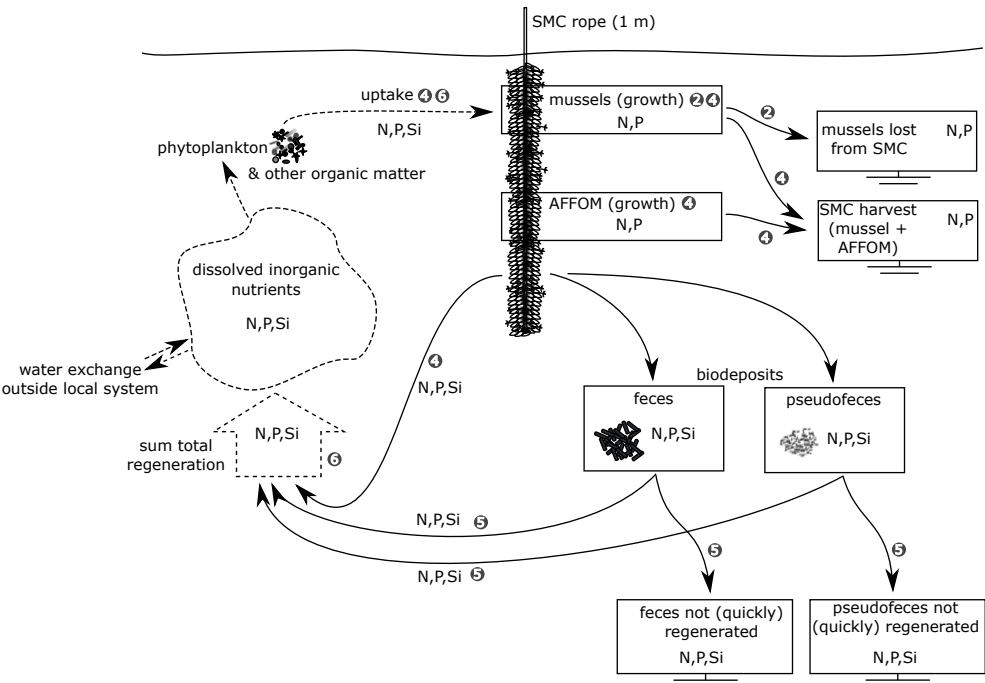 SMC rope (1 m)
uptake ❹❻
N,P,Si
mussels (growth) ❷❹
N,P
❷
mussels lost
from SMC
N,P
phytoplankton
& other organic matter
❹
AFFOM (growth) ❹
N,P
❹
SMC harvest
(mussel +
AFFOM)
N,P
dissolved inorganic
nutrients
N,P,Si
water exchange
outside local system
❹
N,P,Si
biodeposits
feces
N,P,Si
pseudofeces
N,P,Si
sum total
regeneration
N,P,Si
❻
N,P,Si ❺
N,P,Si ❺
❺
❺
feces not (quickly)
regenerated
N,P,Si
pseudofeces not
(quickly) regenerated
N,P,Si